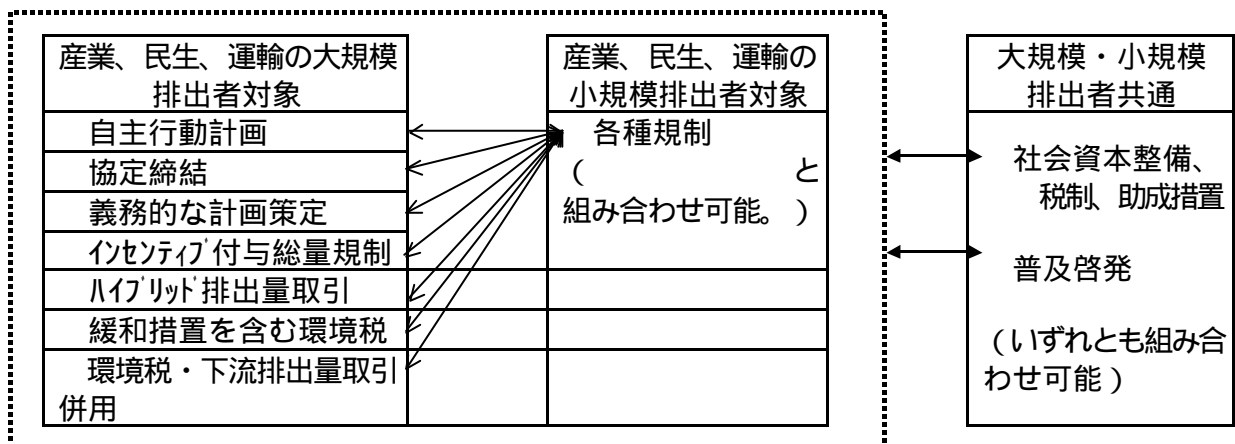 産業、民生、運輸の大規模
排出者対象
自主行動計画
協定締結
義務的な計画策定
ｲﾝｾﾝﾃｨﾌﾞ付与総量規制
ﾊｲﾌﾞﾘｯﾄﾞ排出量取引
緩和措置を含む環境税
環境税・下流排出量取引
併用
産業、民生、運輸の
小規模排出者対象
各種規制
(　　　　　　と
組み合わせ可能。)
大規模・小規模
排出者共通
社会資本整備、
税制、助成措置
普及啓発
(いずれとも組み合
わせ可能)